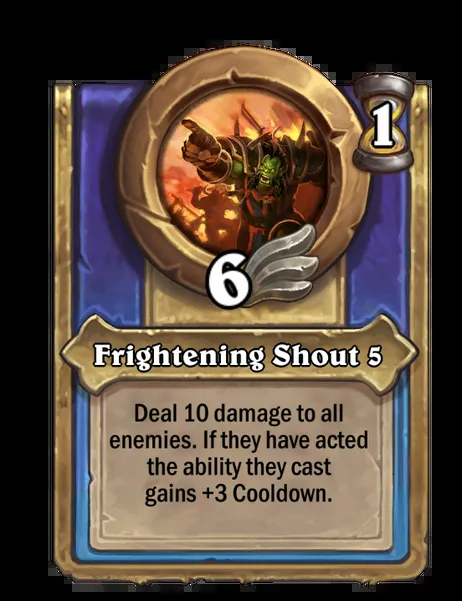 1
6
Frightening Shout 5
Deal 10 damage to all
enemies. If they have acted
the ability they cast
gains +3 Cooldown.